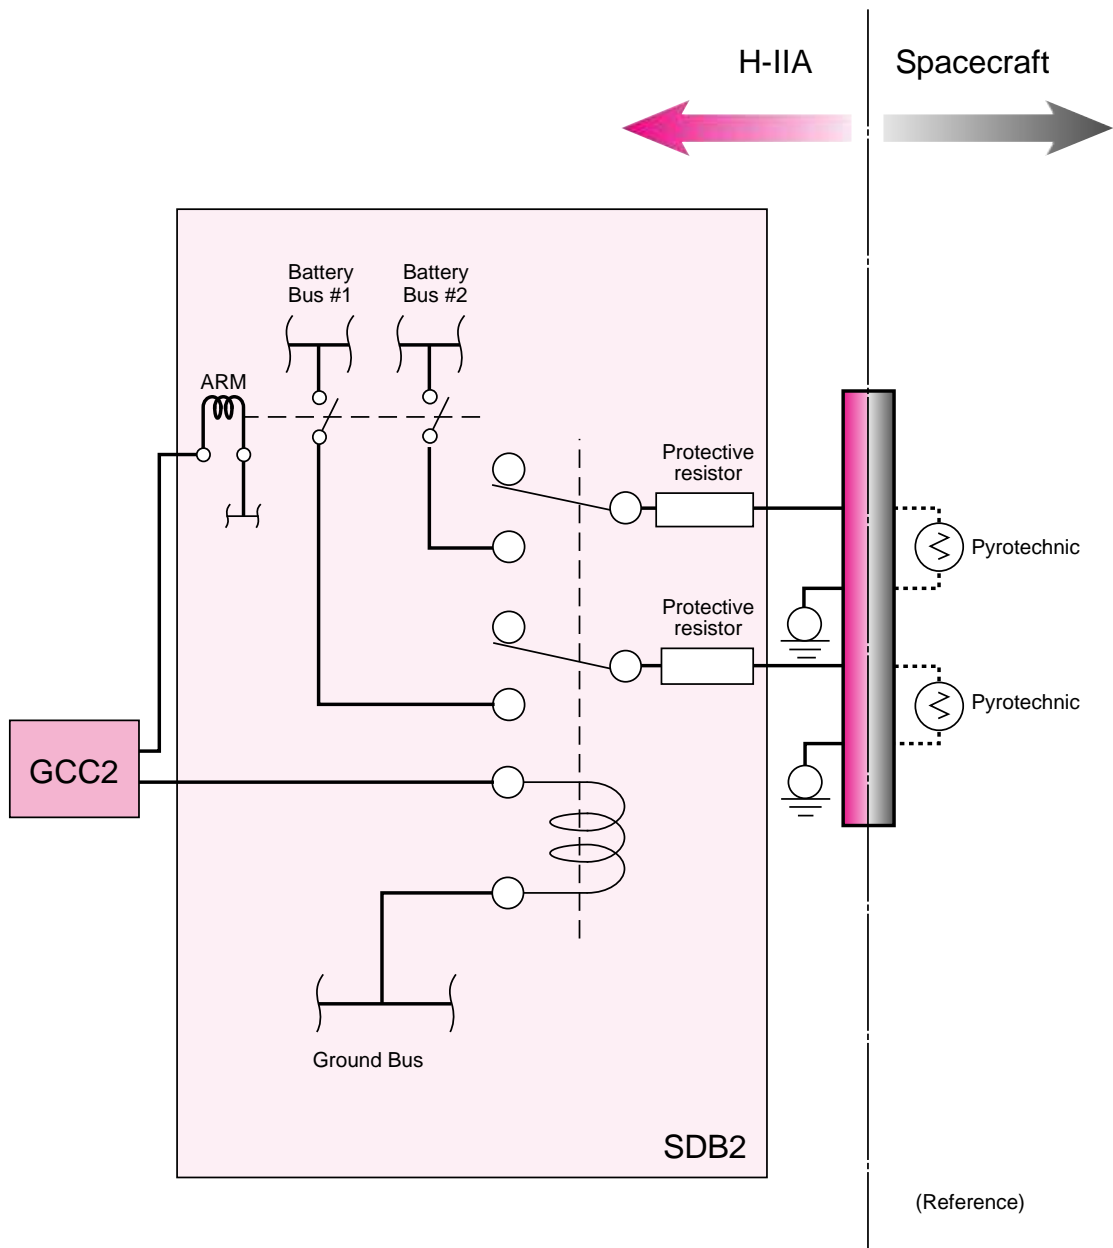 H-IIA
Spacecraft
Battery
Bus #1
Battery
Bus #2
ARM
Protective
resistor
Pyrotechnic
Protective
resistor
Pyrotechnic
GCC2
Ground Bus
SDB2
(Reference)